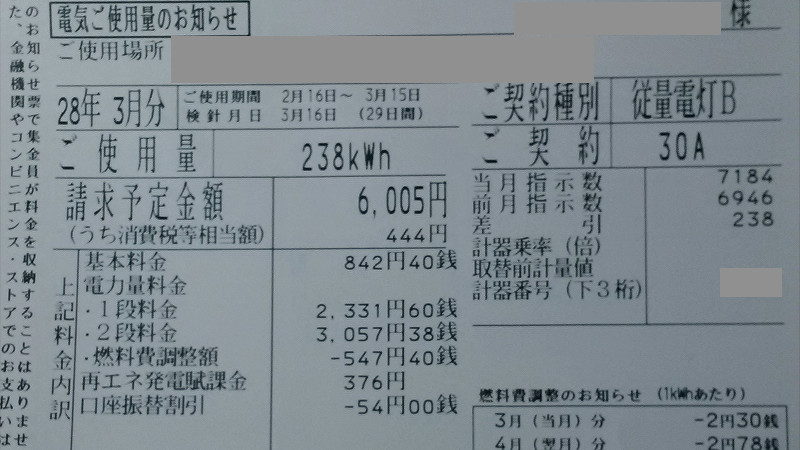 電気ご使用量のお知らせ
様
ご使用場所
28年 3月分
ご使用期間 2月16日～ 3月15日
検針月日 3月16日 (29日間)
ご契約種別 従量電灯B
ご使用量 238kWh
ご契約 30A
請求予定金額 6,005円
(うち消費税等相当額) 444円
当月指示数 7184
前月指示数 6946
差引 238
計器乗率(倍)
取替前計量値
計器番号(下3桁)
上記料金内訳
基本料金 842円40銭
電力量料金
・1段料金 2,331円60銭
・2段料金 3,057円38銭
・燃料費調整額 -547円40銭
再エネ発電賦課金 376円
口座振替割引 -54円00銭
燃料費調整のお知らせ (1kWhあたり)
3月(当月)分 -2円30銭
4月(翌月)分 -2円78銭
のお知らせ票で集金員が料金を収納することはありませ
た、金融機関やコンビニエンス・ストアでのお支払いは